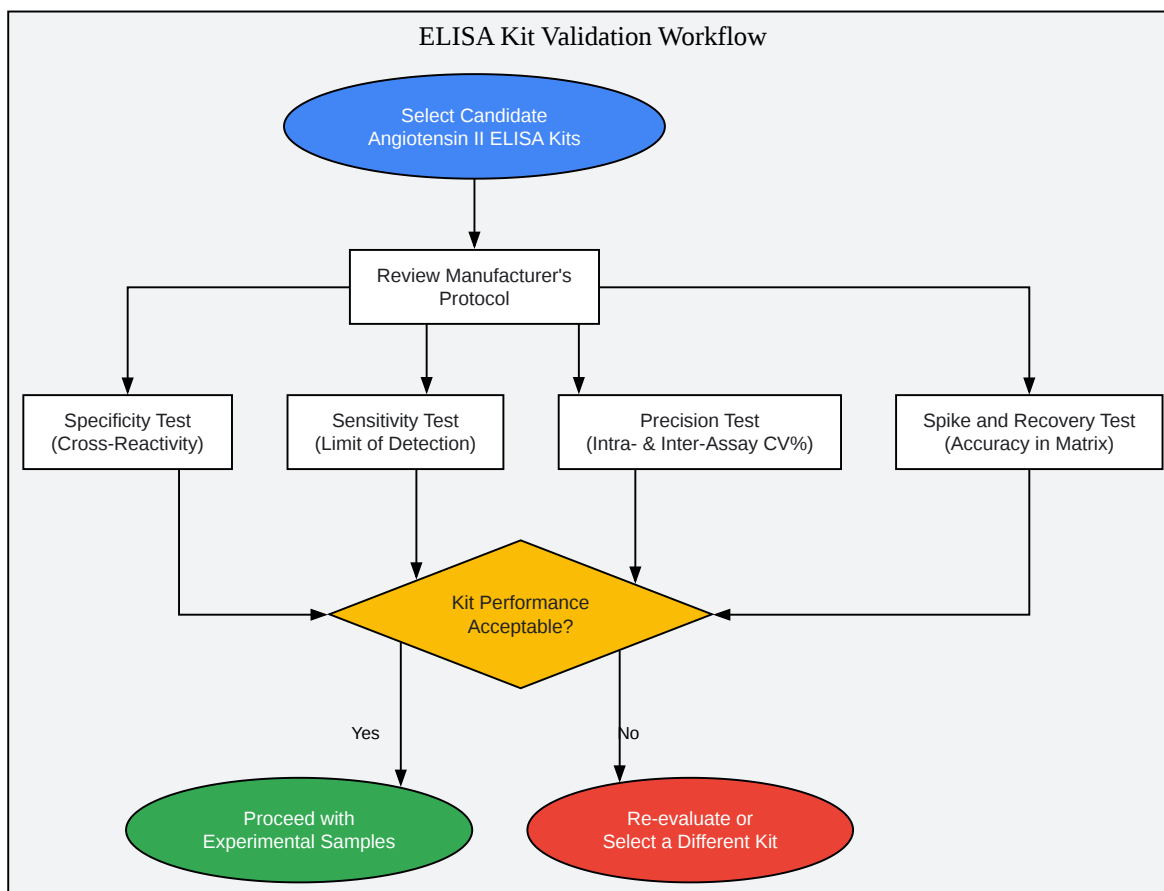 ELISA Kit Validation Workflow
Select Candidate
Angiotensin II ELISA Kits
Review Manufacturer's
Protocol
Specificity Test
(Cross-Reactivity)
Sensitivity Test
(Limit of Detection)
Precision Test
(Intra- & Inter-Assay CV%)
Spike and Recovery Test
(Accuracy in Matrix)
Kit Performance
Acceptable?
Yes
No
Proceed with
Experimental Samples
Re-evaluate or
Select a Different Kit